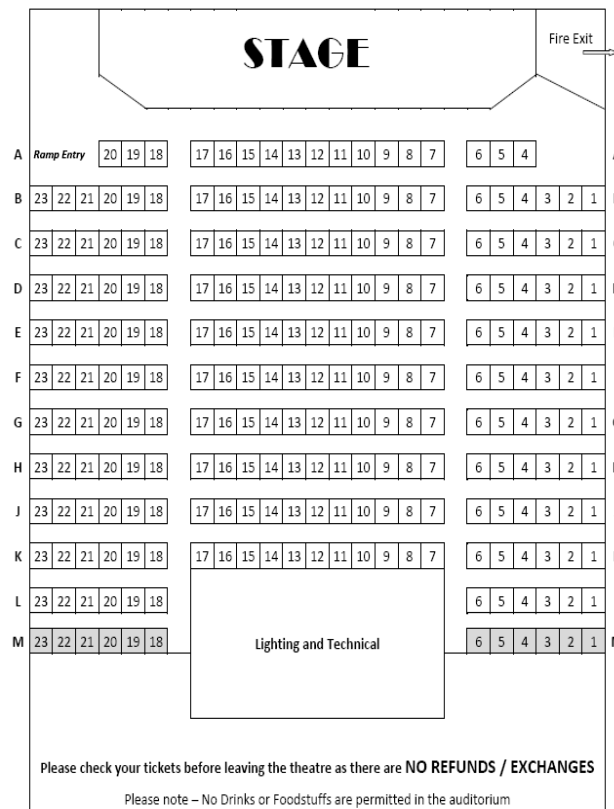 STAGE
Fire Exit
A Ramp Entry 20 19 18 17 16 15 14 13 12 11 10 9 8 7 6 5 4
B 23 22 21 20 19 18 17 16 15 14 13 12 11 10 9 8 7 6 5 4 3 2 1
C 23 22 21 20 19 18 17 16 15 14 13 12 11 10 9 8 7 6 5 4 3 2 1
D 23 22 21 20 19 18 17 16 15 14 13 12 11 10 9 8 7 6 5 4 3 2 1
E 23 22 21 20 19 18 17 16 15 14 13 12 11 10 9 8 7 6 5 4 3 2 1
F 23 22 21 20 19 18 17 16 15 14 13 12 11 10 9 8 7 6 5 4 3 2 1
G 23 22 21 20 19 18 17 16 15 14 13 12 11 10 9 8 7 6 5 4 3 2 1
H 23 22 21 20 19 18 17 16 15 14 13 12 11 10 9 8 7 6 5 4 3 2 1
J 23 22 21 20 19 18 17 16 15 14 13 12 11 10 9 8 7 6 5 4 3 2 1
K 23 22 21 20 19 18 17 16 15 14 13 12 11 10 9 8 7 6 5 4 3 2 1
L 23 22 21 20 19 18 6 5 4 3 2 1
M 23 22 21 20 19 18 Lighting and Technical 6 5 4 3 2 1
Please check your tickets before leaving the theatre as there are NO REFUNDS / EXCHANGES
Please note – No Drinks or Foodstuffs are permitted in the auditorium